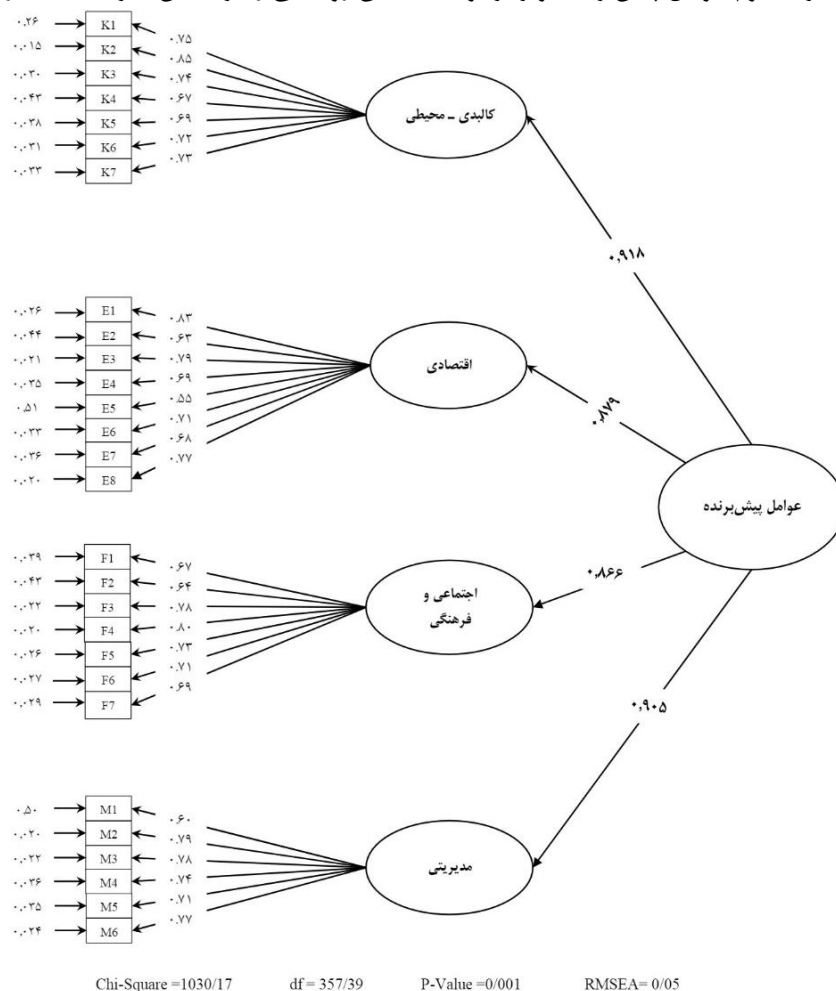 ۰.۲۶ K1 ۰.۷۵
۰.۰۱۵ K2 ۰.۸۵
۰.۰۳۰ K3 ۰.۷۴
۰.۰۴۳ K4 ۰.۶۷
۰.۰۳۸ K5 ۰.۶۹
۰.۰۳۱ K6 ۰.۷۲
۰.۰۳۳ K7 ۰.۷۳
کالبدی ـ محیطی
۰,۹۱۸
۰.۰۲۶ E1 ۰.۸۳
۰.۰۴۴ E2 ۰.۶۳
۰.۰۲۱ E3 ۰.۷۹
۰.۰۳۵ E4 ۰.۶۹
۰.۵۱ E5 ۰.۵۵
۰.۰۳۳ E6 ۰.۷۱
۰.۰۳۶ E7 ۰.۶۸
۰.۰۲۰ E8 ۰.۷۷
اقتصادی
۰,۸۷۹
عوامل پیش‌برنده
۰.۰۳۹ F1 ۰.۶۷
۰.۰۴۳ F2 ۰.۶۴
۰.۰۲۲ F3 ۰.۷۸
۰.۰۲۰ F4 ۰.۸۰
۰.۰۲۶ F5 ۰.۷۳
۰.۰۲۷ F6 ۰.۷۱
۰.۰۲۹ F7 ۰.۶۹
اجتماعی و
فرهنگی
۰,۸۶۶
۰.۵۰ M1 ۰.۶۰
۰.۰۲۰ M2 ۰.۷۹
۰.۰۲۲ M3 ۰.۷۸
۰.۰۳۶ M4 ۰.۷۴
۰.۰۳۵ M5 ۰.۷۱
۰.۰۲۴ M6 ۰.۷۷
مدیریتی
۰,۹۰۵
Chi-Square =1030/17 df = 357/39 P-Value =0/001 RMSEA= 0/05